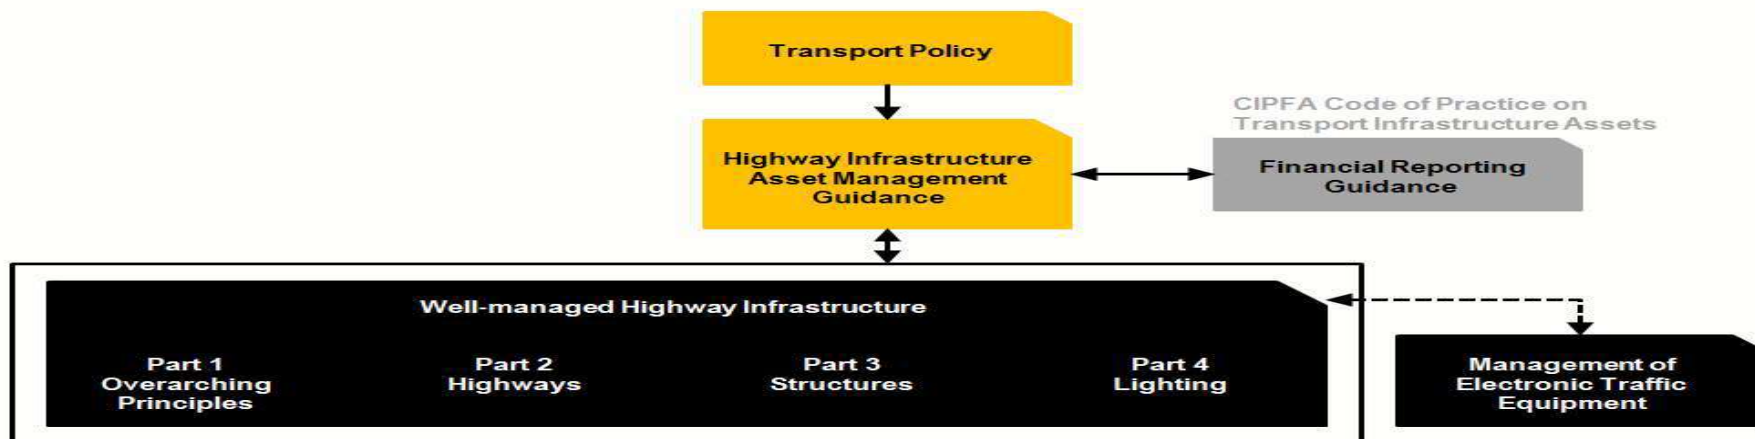 Transport Policy
CIPFA Code of Practice on
Transport Infrastructure Assets
Highway Infrastructure
Asset Management
Guidance
Financial Reporting
Guidance
Well-managed Highway Infrastructure
Part 1
Overarching
Principles
Part 2
Highways
Part 3
Structures
Part 4
Lighting
Management of
Electronic Traffic
Equipment